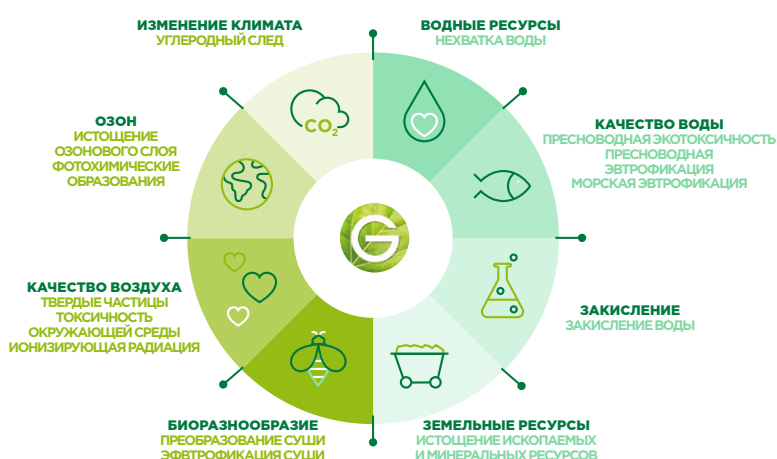 ИЗМЕНЕНИЕ КЛИМАТА
УГЛЕРОДНЫЙ СЛЕД
ВОДНЫЕ РЕСУРСЫ
НЕХВАТКА ВОДЫ
CO2
ОЗОН
ИСТОЩЕНИЕ
ОЗОНОВОГО СЛОЯ
ФОТОХИМИЧЕСКИЕ
ОБРАЗОВАНИЯ
КАЧЕСТВО ВОДЫ
ПРЕСНОВОДНАЯ ЭКОТОКСИЧНОСТЬ
ПРЕСНОВОДНАЯ
ЭВТРОФИКАЦИЯ
МОРСКАЯ ЭВТРОФИКАЦИЯ
G
КАЧЕСТВО ВОЗДУХА
ТВЕРДЫЕ ЧАСТИЦЫ
ТОКСИЧНОСТЬ
ОКРУЖАЮЩЕЙ СРЕДЫ
ИОНИЗИРУЮЩАЯ РАДИАЦИЯ
ЗАКИСЛЕНИЕ
ЗАКИСЛЕНИЕ ВОДЫ
БИОРАЗНООБРАЗИЕ
ПРЕОБРАЗОВАНИЕ СУШИ
ЭФВТРОФИКАЦИЯ СУШИ
ЗЕМЕЛЬНЫЕ РЕСУРСЫ
ИСТОЩЕНИЕ ИСКОПАЕМЫХ
И МИНЕРАЛЬНЫХ РЕСУРСОВ